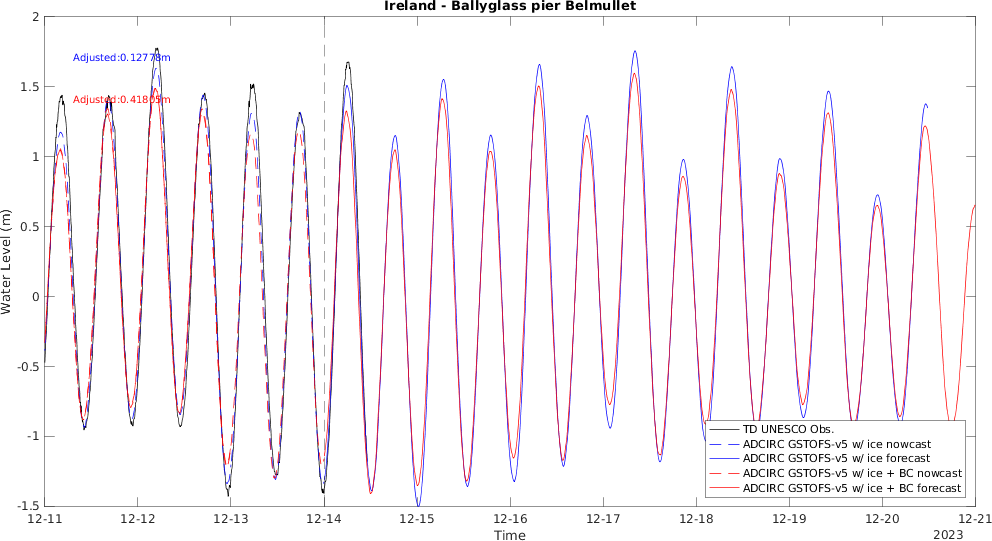 Ireland - Ballyglass pier Belmullet
Adjusted:0.12778m
Adjusted:0.41805m
Water Level (m)
2
1.5
1
0.5
0
-0.5
-1
-1.5
TD UNESCO Obs.
ADCIRC GSTOFS-v5 w/ ice nowcast
ADCIRC GSTOFS-v5 w/ ice forecast
ADCIRC GSTOFS-v5 w/ ice + BC nowcast
ADCIRC GSTOFS-v5 w/ ice + BC forecast
12-11 12-12 12-13 12-14 12-15 12-16 12-17 12-18 12-19 12-20 12-21
Time
2023